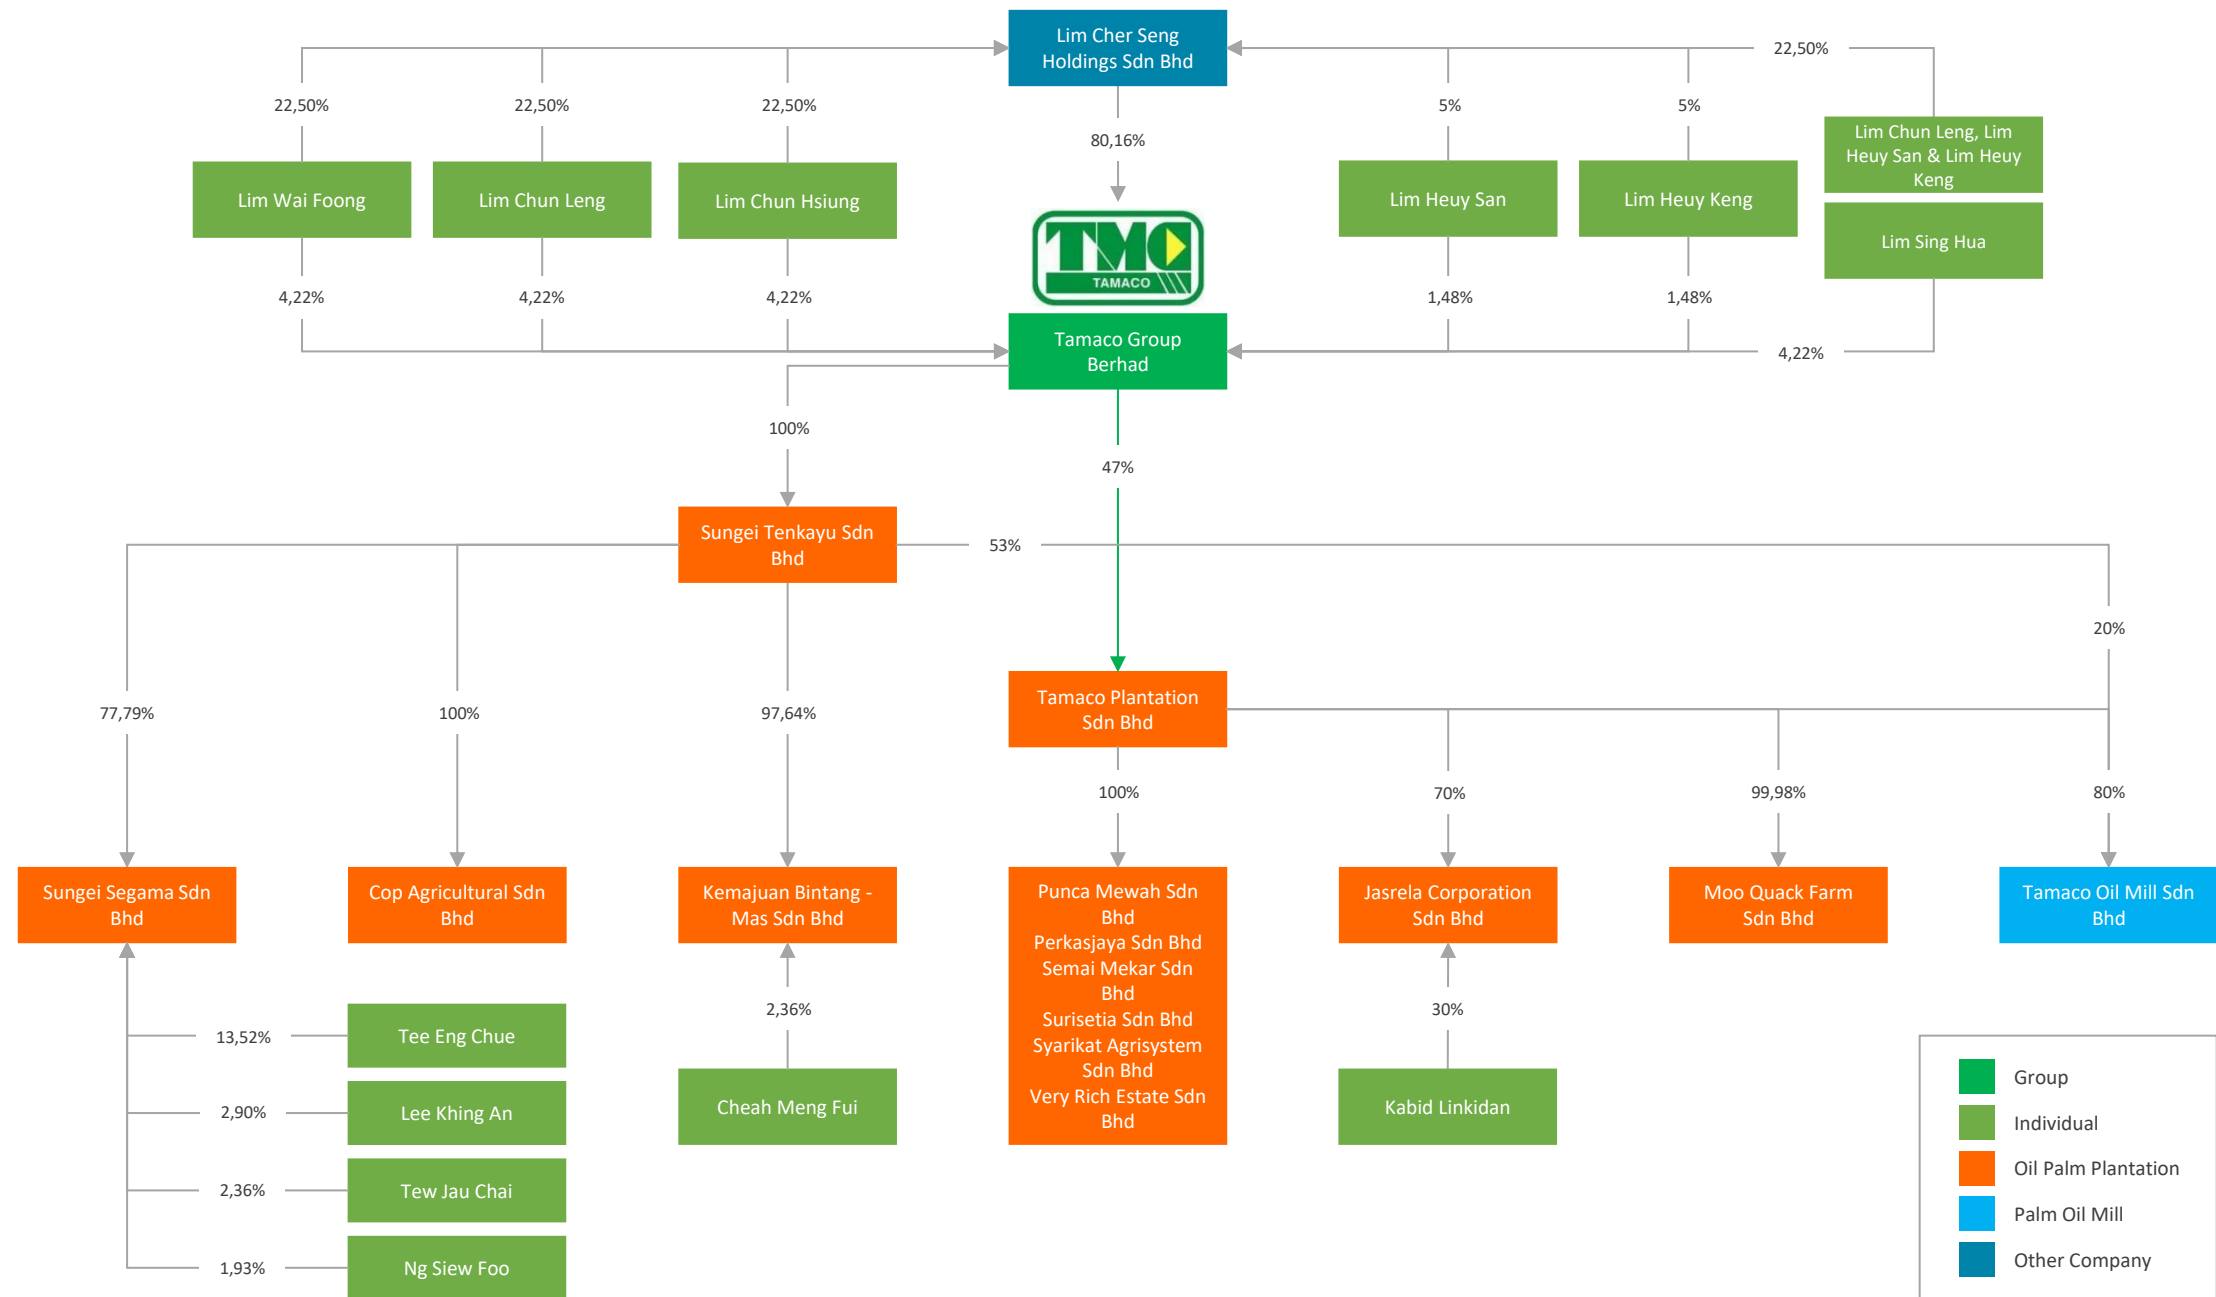 Lim Cher Seng
Holdings Sdn Bhd
22,50%
22,50%
22,50%
22,50%
5%
5%
80,16%
Lim Wai Foong
Lim Chun Leng
Lim Chun Hsiung
Lim Heuy San
Lim Heuy Keng
Lim Chun Leng, Lim
Heuy San & Lim Heuy
Keng
Lim Sing Hua
TMC
TAMACO
4,22%
4,22%
4,22%
1,48%
1,48%
4,22%
Tamaco Group
Berhad
100%
47%
Sungei Tenkayu Sdn
Bhd
53%
20%
77,79%
100%
97,64%
Tamaco Plantation
Sdn Bhd
100%
70%
99,98%
80%
Sungei Segama Sdn
Bhd
Cop Agricultural Sdn
Bhd
Kemajuan Bintang -
Mas Sdn Bhd
Punca Mewah Sdn
Bhd
Perkasjaya Sdn Bhd
Semai Mekar Sdn
Bhd
Surisetia Sdn Bhd
Syarikat Agrisystem
Sdn Bhd
Very Rich Estate Sdn
Bhd
Jasrela Corporation
Sdn Bhd
Moo Quack Farm
Sdn Bhd
Tamaco Oil Mill Sdn
Bhd
13,52%
Tee Eng Chue
2,90%
Lee Khing An
2,36%
Tew Jau Chai
1,93%
Ng Siew Foo
2,36%
Cheah Meng Fui
30%
Kabid Linkidan
Group
Individual
Oil Palm Plantation
Palm Oil Mill
Other Company